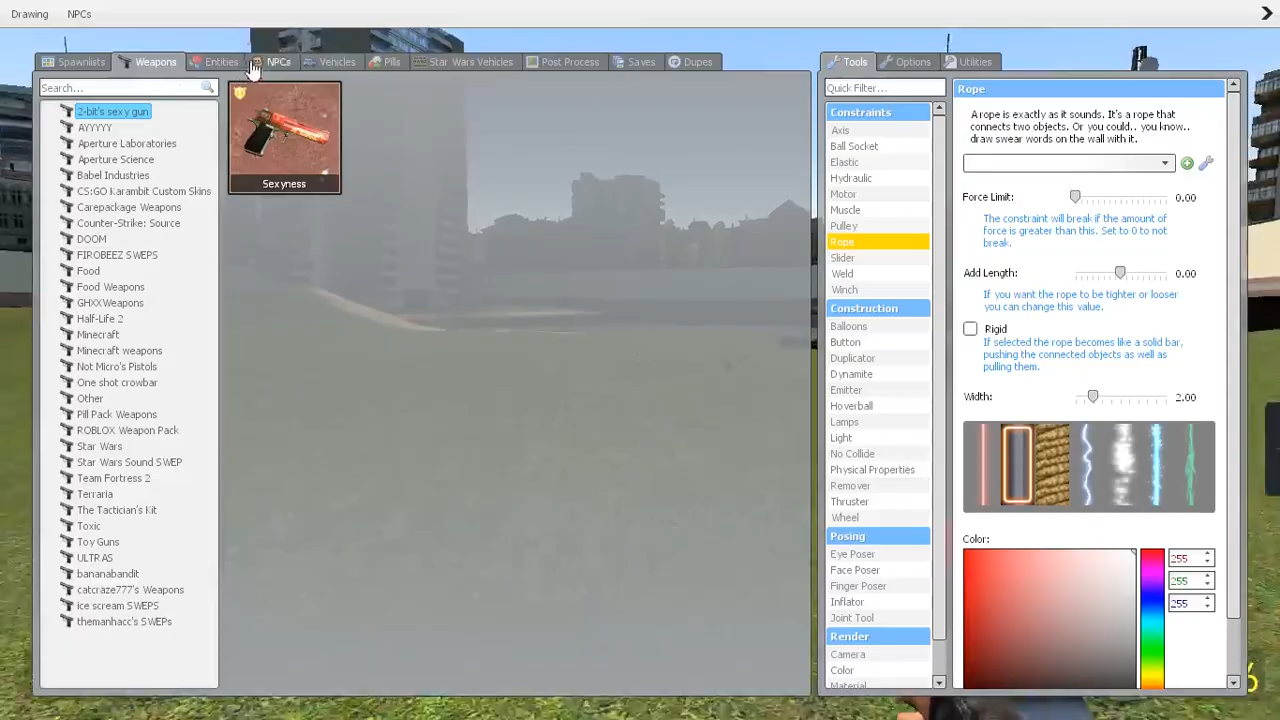 Drawing NPCs
Spawnlists Weapons Entities NPCs Vehicles Pills Star Wars Vehicles Post Process Saves Dupes
Search...
2-bit's sexy gun
AYYYYY
Aperture Laboratories
Aperture Science
Babel Industries
CS:GO Karambit Custom Skins
Carepackage Weapons
Counter-Strike: Source
DOOM
FIROBEEZ SWEPS
Food
Food Weapons
GHXXWeapons
Half-Life 2
Minecraft
Minecraft weapons
Not Micro's Pistols
One shot crowbar
Other
Pill Pack Weapons
ROBLOX Weapon Pack
Star Wars
Star Wars Sound SWEP
Team Fortress 2
Terraria
The Tactician's Kit
Toxic
Toy Guns
ULTRAS
bananabandit
catcraze777's Weapons
ice scream SWEPS
themanhacc's SWEPs
Sexyness
Tools Options Utilities
Quick Filter...
Constraints
Axis
Ball Socket
Elastic
Hydraulic
Motor
Muscle
Pulley
Rope
Slider
Weld
Winch
Construction
Balloons
Button
Duplicator
Dynamite
Emitter
Hoverball
Lamps
Light
No Collide
Physical Properties
Remover
Thruster
Wheel
Posing
Eye Poser
Face Poser
Finger Poser
Inflator
Joint Tool
Render
Camera
Color
Material
Rope
A rope is exactly as it sounds. It's a rope that
connects two objects. Or you could.. you know..
draw swear words on the wall with it.
Force Limit: 0.00
The constraint will break if the amount of
force is greater than this. Set to 0 to not
break.
Add Length: 0.00
If you want the rope to be tighter or looser
you can change this value.
Rigid
If selected the rope becomes like a solid bar,
pushing the connected objects as well as
pulling them.
Width: 2.00
Color:
255
255
255
6